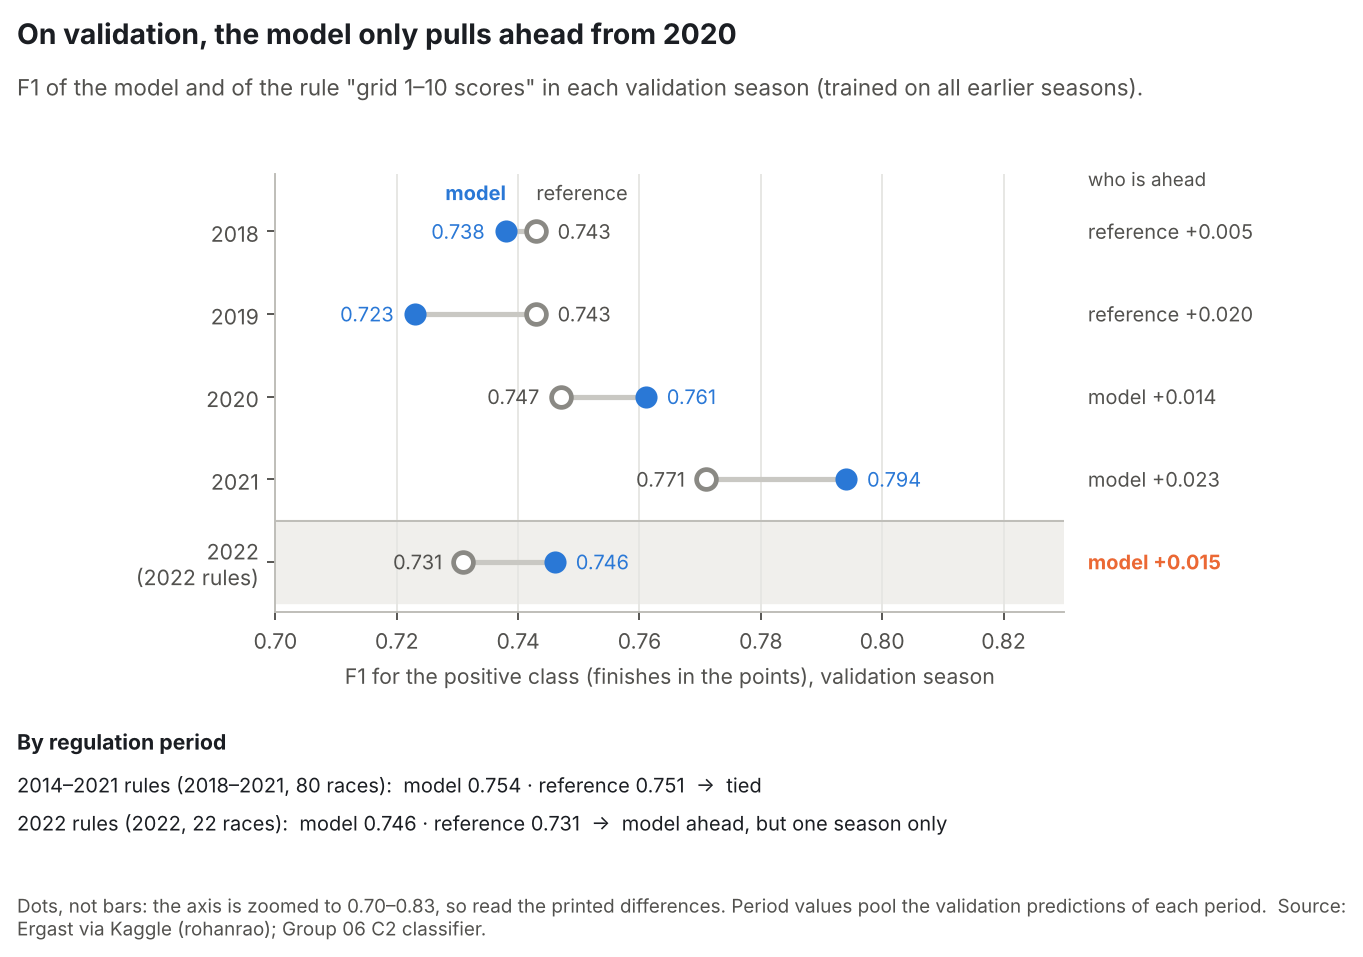 On validation, the model only pulls ahead from 2020
F1 of the model and of the rule "grid 1–10 scores" in each validation season (trained on all earlier seasons).
who is ahead
model reference
2018 0.738 0.743 reference +0.005
2019 0.723 0.743 reference +0.020
2020 0.747 0.761 model +0.014
2021 0.771 0.794 model +0.023
2022
(2022 rules) 0.731 0.746 model +0.015
0.70 0.72 0.74 0.76 0.78 0.80 0.82
F1 for the positive class (finishes in the points), validation season
By regulation period
2014–2021 rules (2018–2021, 80 races): model 0.754 · reference 0.751 → tied
2022 rules (2022, 22 races): model 0.746 · reference 0.731 → model ahead, but one season only
Dots, not bars: the axis is zoomed to 0.70–0.83, so read the printed differences. Period values pool the validation predictions of each period. Source:
Ergast via Kaggle (rohanrao); Group 06 C2 classifier.